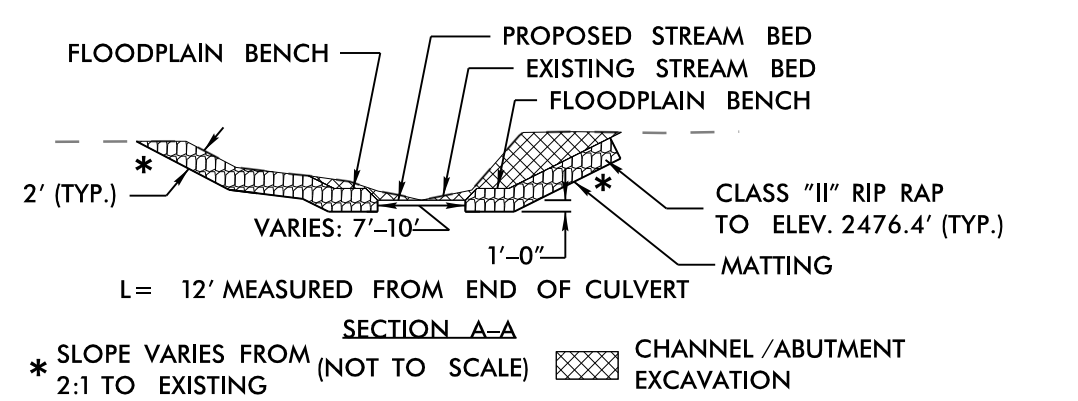 PROPOSED STREAM BED
FLOODPLAIN BENCH
EXISTING STREAM BED
FLOODPLAIN BENCH
*
2' (TYP.)
*
CLASS "II" RIP RAP
TO ELEV. 2476.4' (TYP.)
VARIES: 7'-10'
1'-0"
MATTING
L= 12' MEASURED FROM END OF CULVERT
SECTION A-A
(NOT TO SCALE)
* SLOPE VARIES FROM
2:1 TO EXISTING
CHANNEL/ABUTMENT
EXCAVATION